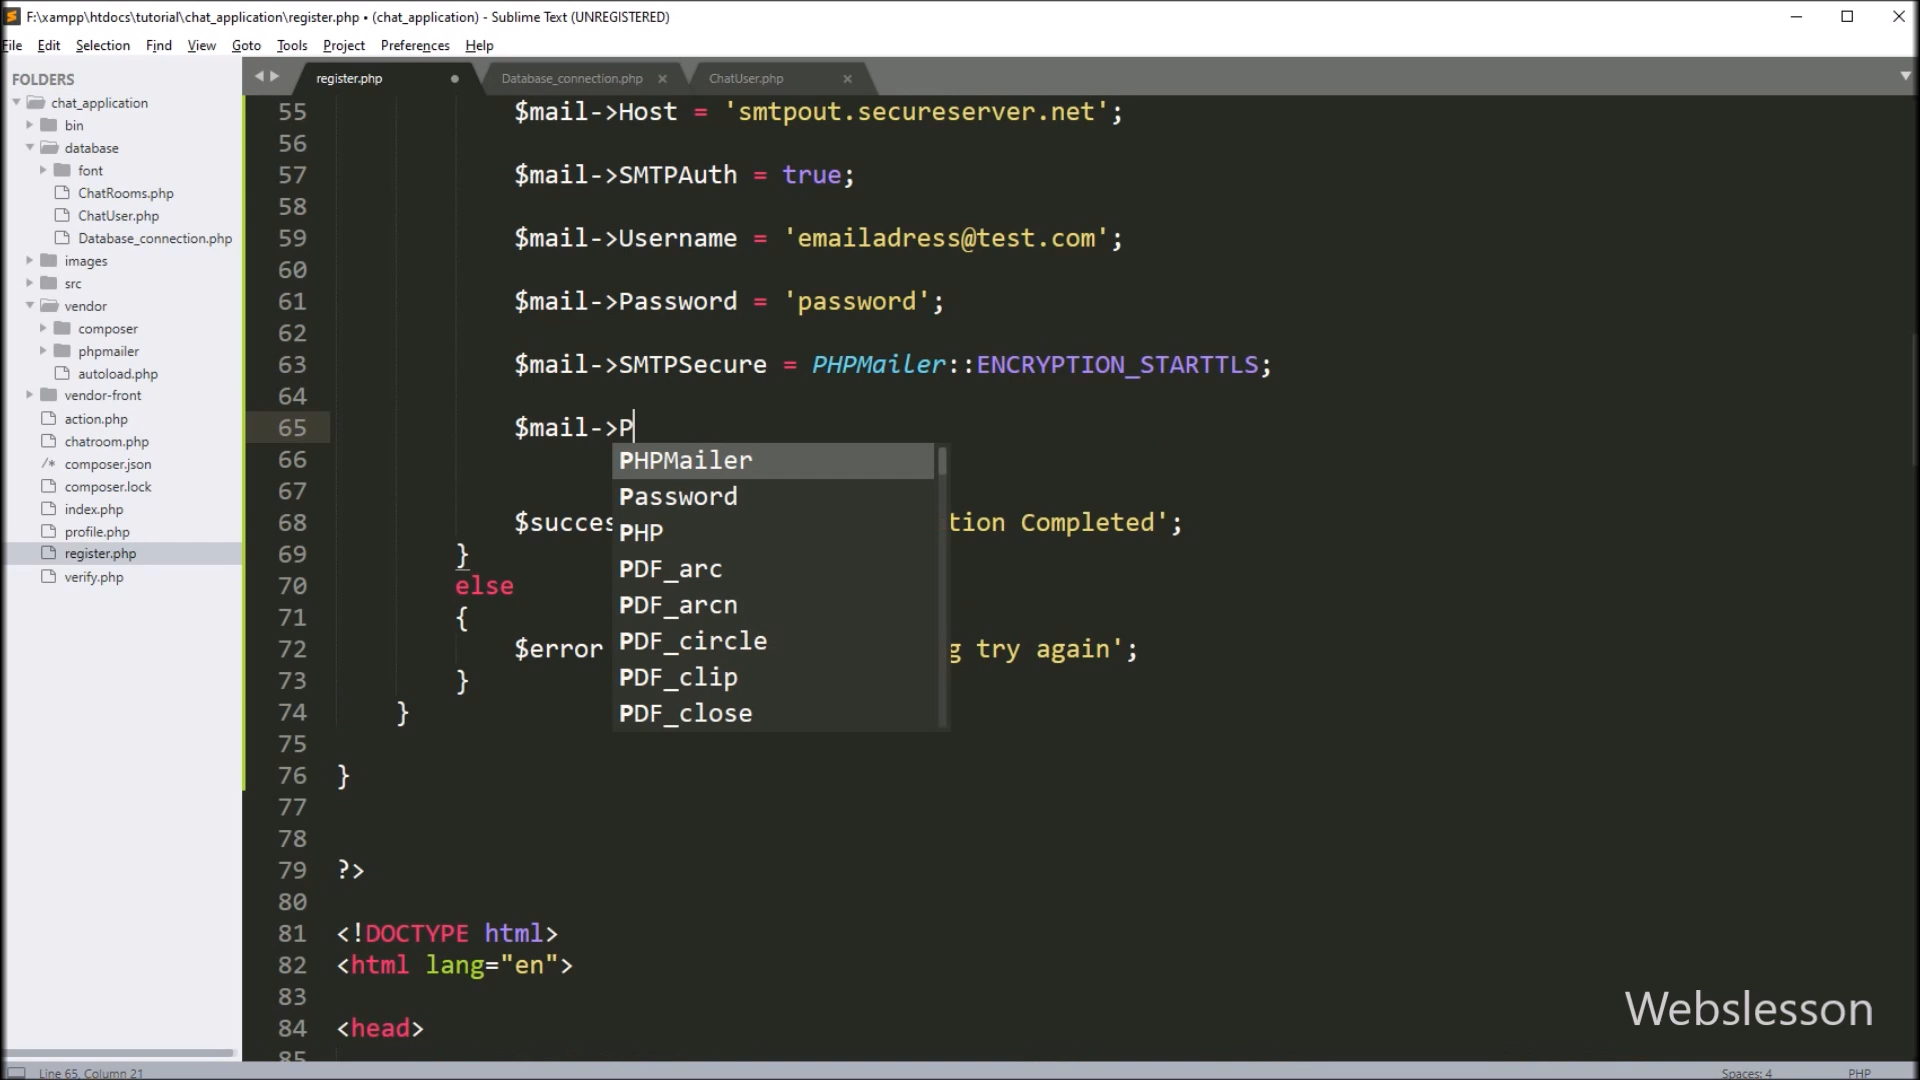 F:\xampp\htdocs\tutorial\chat_application\register.php • (chat_application) - Sublime Text (UNREGISTERED)
File Edit Selection Find View Goto Tools Project Preferences Help
FOLDERS
chat_application
bin
database
font
ChatRooms.php
ChatUser.php
Database_connection.php
images
src
vendor
composer
phpmailer
autoload.php
vendor-front
action.php
chatroom.php
/* composer.json
composer.lock
index.php
profile.php
register.php
verify.php
register.php Database_connection.php ChatUser.php
55 $mail->Host = 'smtpout.secureserver.net';
56
57 $mail->SMTPAuth = true;
58
59 $mail->Username = 'emailadress@test.com';
60
61 $mail->Password = 'password';
62
63 $mail->SMTPSecure = PHPMailer::ENCRYPTION_STARTTLS;
64
65 $mail->P
66
67
68 $succes tion Completed';
69 }
70 else
71 {
72 $error g try again';
73 }
74 }
75
76 }
77
78
79 ?>
80
81 <!DOCTYPE html>
82 <html lang="en">
83
84 <head>
85
PHPMailer
Password
PHP
PDF_arc
PDF_arcn
PDF_circle
PDF_clip
PDF_close
Webslesson
Line 65, Column 21 Spaces: 4 PHP